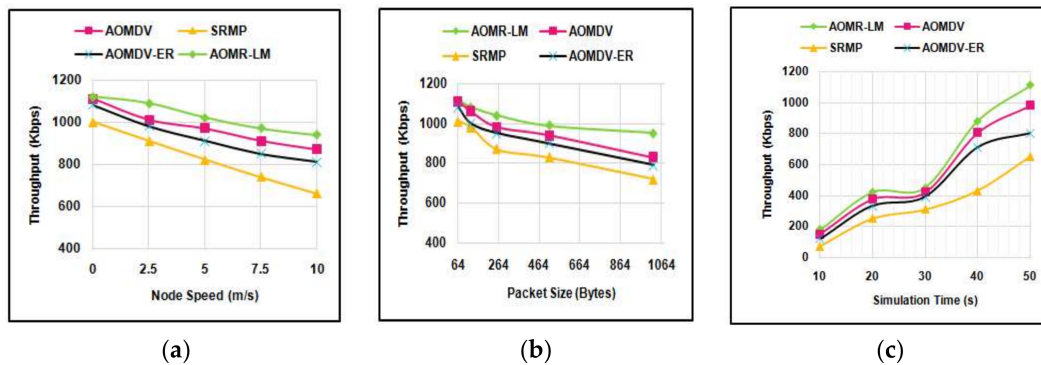 AOMDV SRMP
AOMDV-ER AOMR-LM
1200
1000
800
600
400
Throughput (Kbps)
0 2.5 5 7.5 10
Node Speed (m/s)
(a)
AOMR-LM AOMDV
SRMP AOMDV-ER
1200
1000
800
600
400
Throughput (Kbps)
64 264 464 664 864 1064
Packet Size (Bytes)
(b)
AOMR-LM AOMDV
SRMP AOMDV-ER
1200
1000
800
600
400
200
0
Throughput (Kbps)
10 20 30 40 50
Simulation Time (s)
(c)